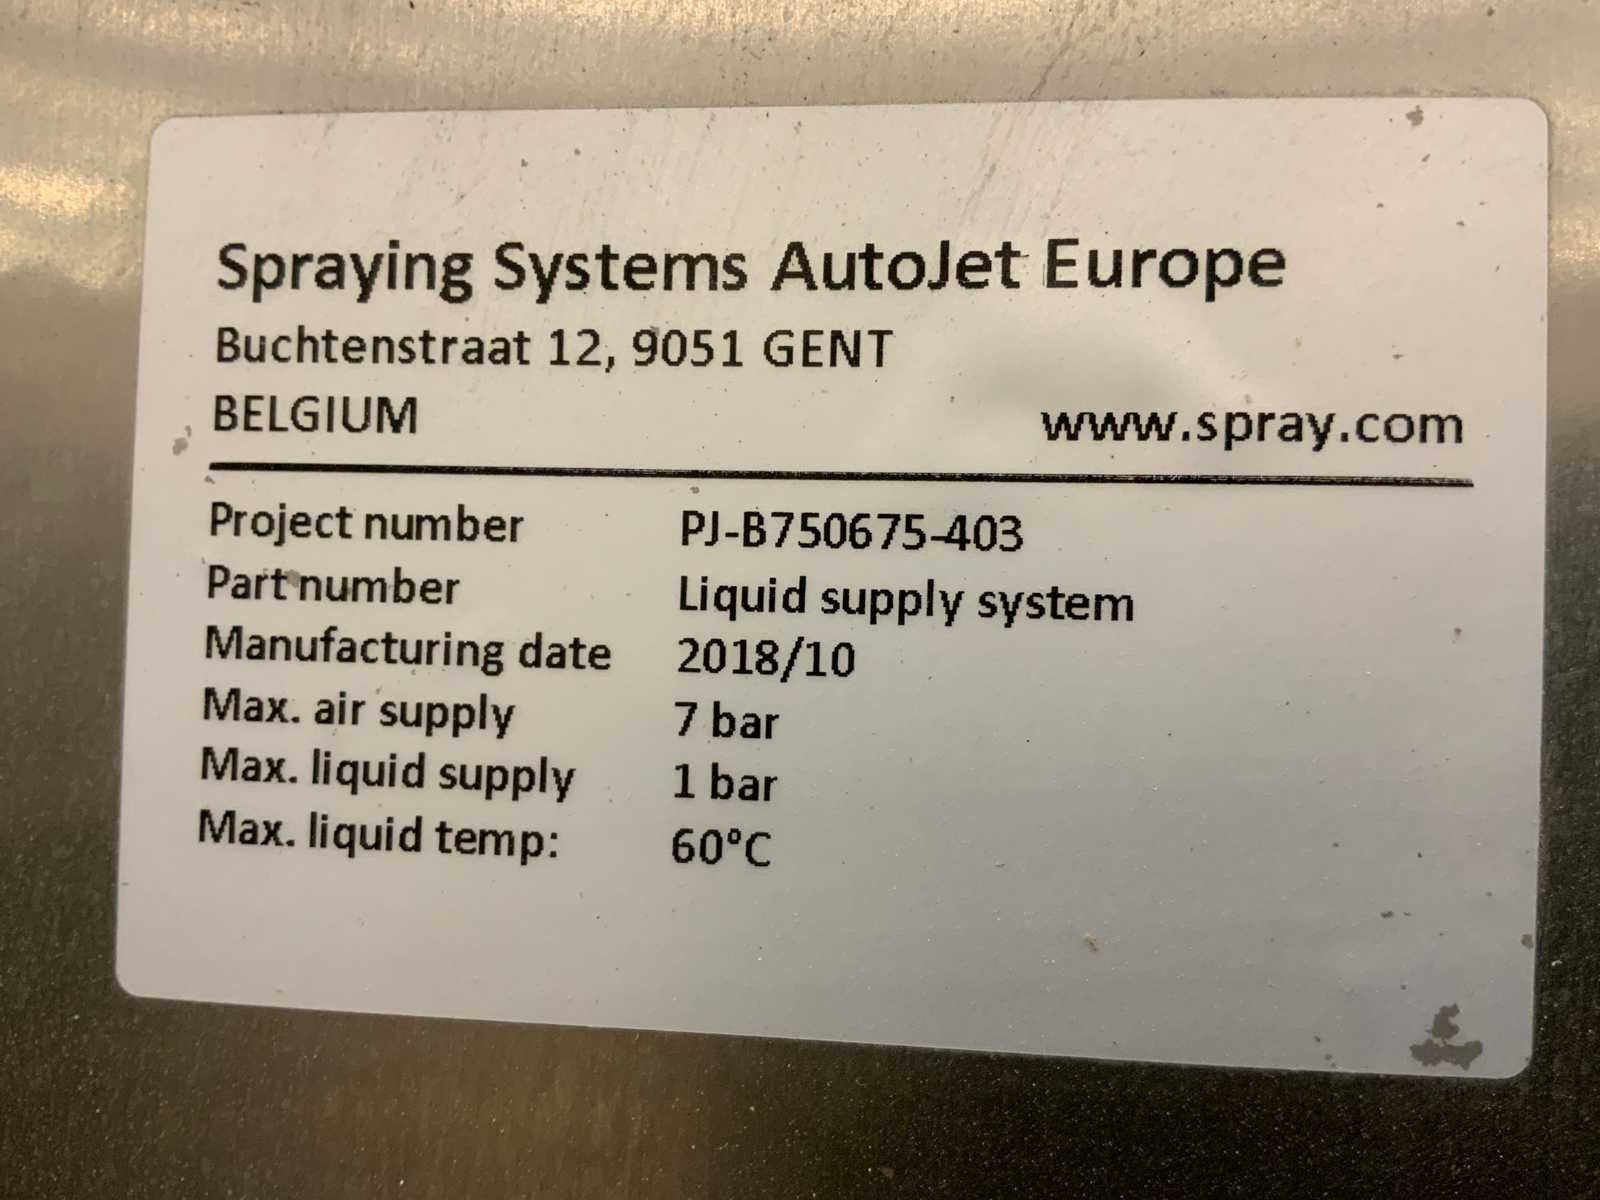 Spraying Systems AutoJet Europe
Buchtenstraat 12, 9051 GENT
BELGIUM www.spray.com
Project number PJ-B750675-403
Part number Liquid supply system
Manufacturing date 2018/10
Max. air supply 7 bar
Max. liquid supply 1 bar
Max. liquid temp: 60°C